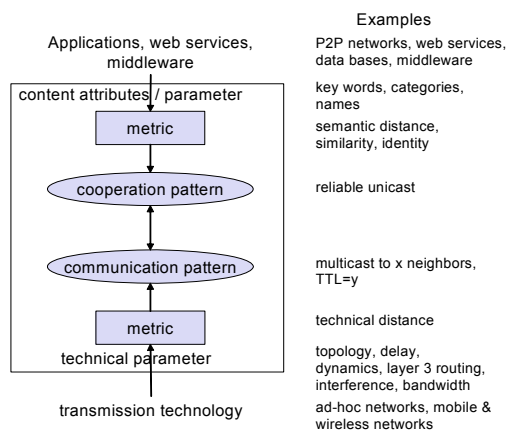 Examples
Applications, web services,
middleware
P2P networks, web services,
data bases, middleware
content attributes / parameter
key words, categories,
names
metric
semantic distance,
similarity, identity
cooperation pattern
reliable unicast
communication pattern
multicast to x neighbors,
TTL=y
metric
technical distance
technical parameter
topology, delay,
dynamics, layer 3 routing,
interference, bandwidth
transmission technology
ad-hoc networks, mobile &
wireless networks